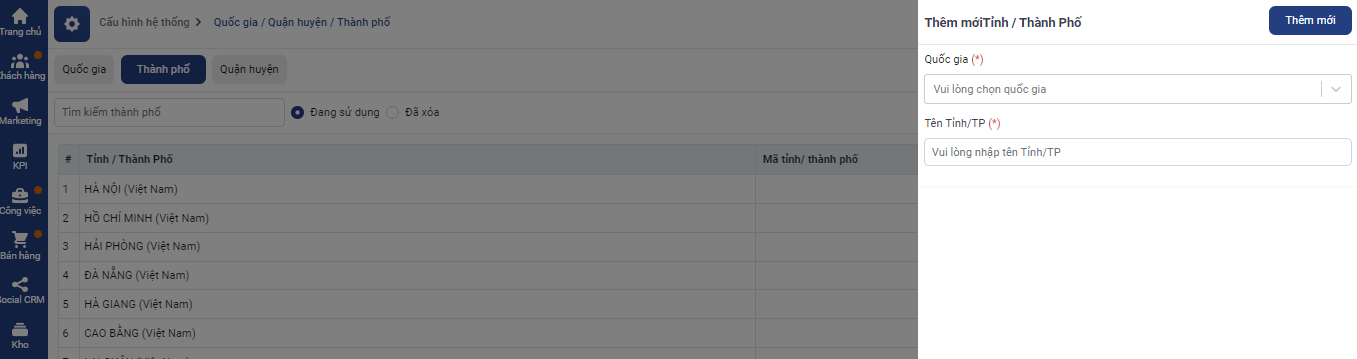 Trang chủ
Khách hàng
Marketing
KPI
Công việc
Bán hàng
Social CRM
Kho
Cấu hình hệ thống > Quốc gia / Quận huyện / Thành phố
Quốc gia Thành phố Quận huyện
Tìm kiếm thành phố Đang sử dụng Đã xóa
# Tỉnh / Thành Phố Mã tỉnh/ thành phố
1 HÀ NỘI (Việt Nam)
2 HỒ CHÍ MINH (Việt Nam)
3 HẢI PHÒNG (Việt Nam)
4 ĐÀ NẴNG (Việt Nam)
5 HÀ GIANG (Việt Nam)
6 CAO BẰNG (Việt Nam)
Thêm mớiTỉnh / Thành Phố Thêm mới
Quốc gia (*)
Vui lòng chọn quốc gia
Tên Tỉnh/TP (*)
Vui lòng nhập tên Tỉnh/TP